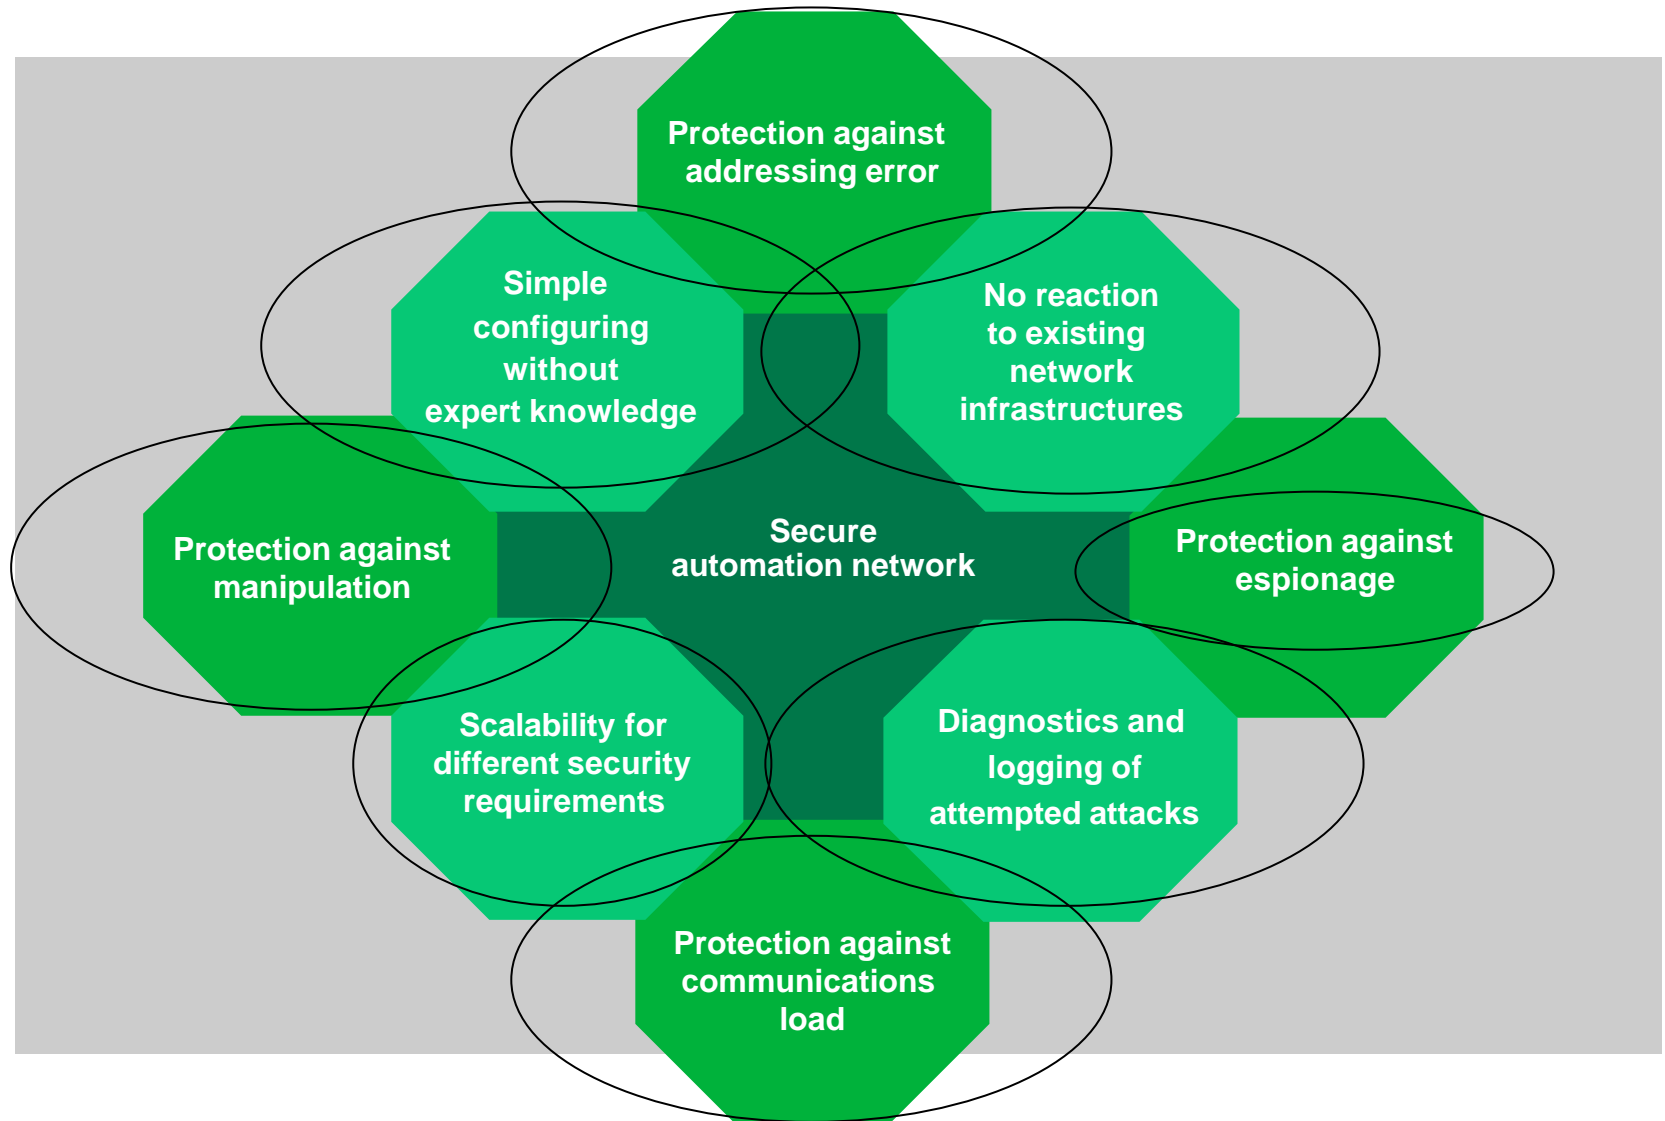 Protection against
addressing error
Simple
configuring
without
expert knowledge
No reaction
to existing
network
infrastructures
Protection against
manipulation
Secure
automation network
Protection against
espionage
Scalability for
different security
requirements
Diagnostics and
logging of
attempted attacks
Protection against
communications
load